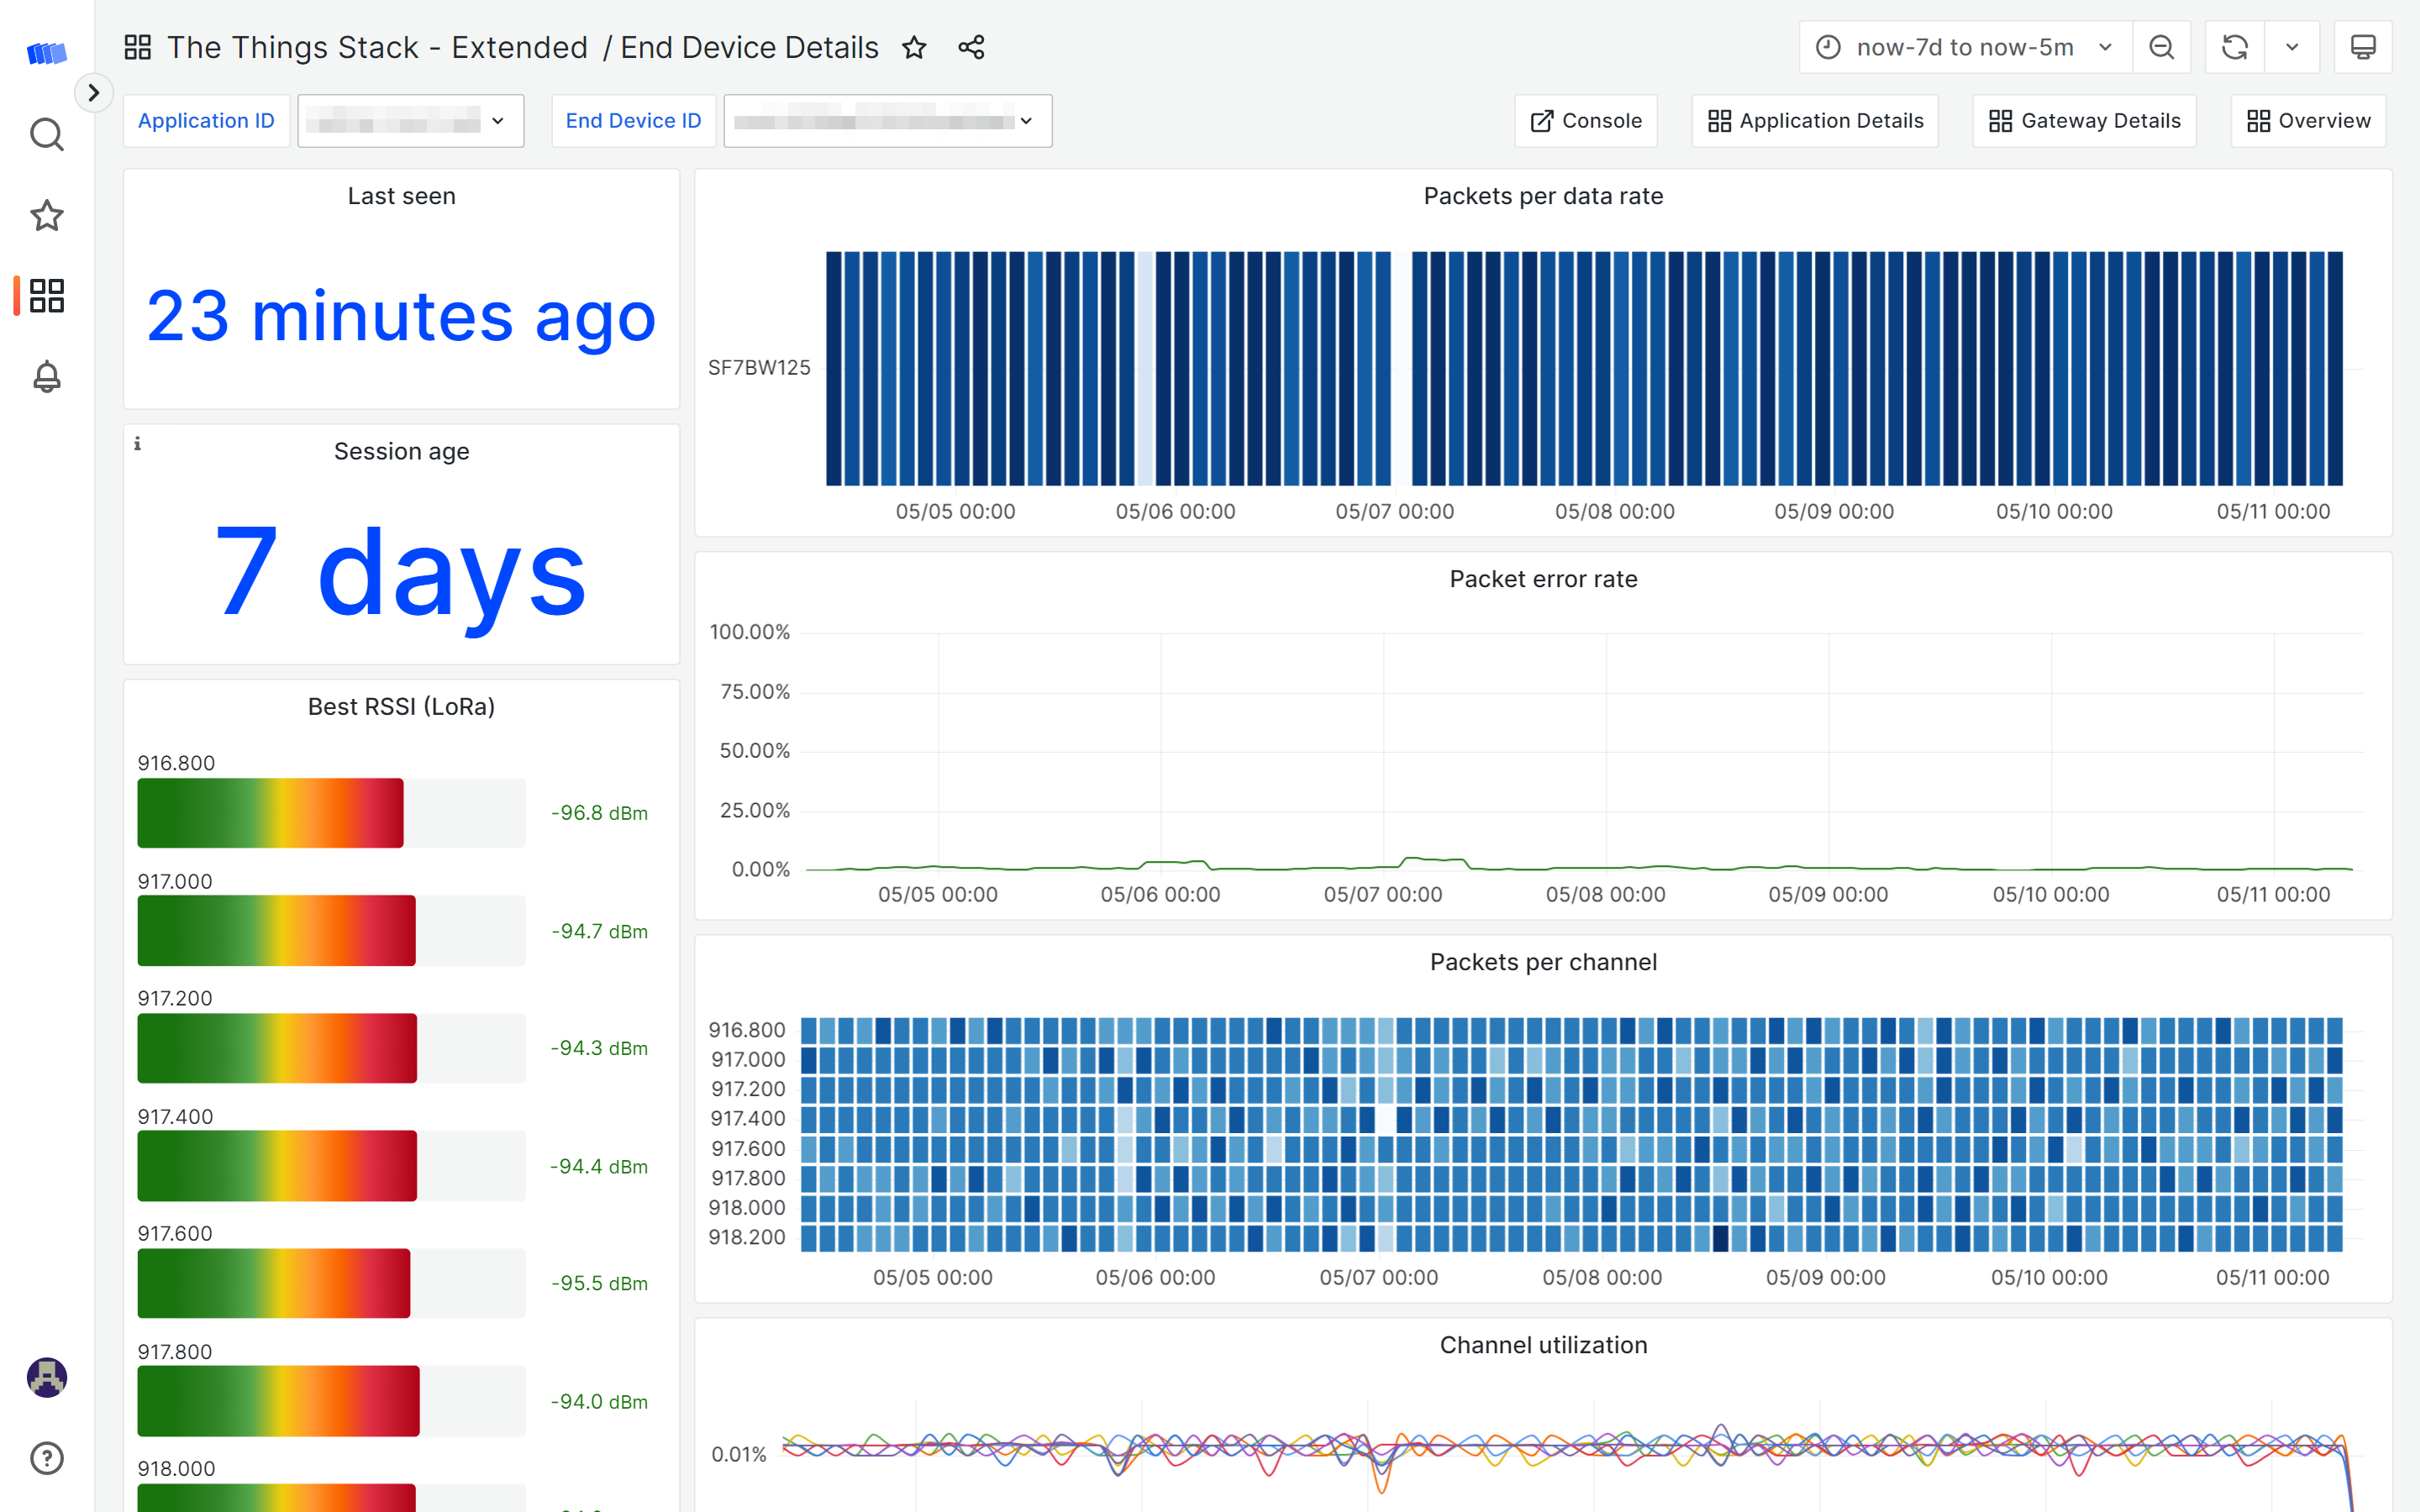 The Things Stack - Extended / End Device Details
now-7d to now-5m
Application ID
End Device ID
Console
Application Details
Gateway Details
Overview
Last seen
23 minutes ago
Session age
7 days
Best RSSI (LoRa)
916.800
-96.8 dBm
917.000
-94.7 dBm
917.200
-94.3 dBm
917.400
-94.4 dBm
917.600
-95.5 dBm
917.800
-94.0 dBm
918.000
Packets per data rate
SF7BW125
05/05 00:00 05/06 00:00 05/07 00:00 05/08 00:00 05/09 00:00 05/10 00:00 05/11 00:00
Packet error rate
100.00%
75.00%
50.00%
25.00%
0.00%
05/05 00:00 05/06 00:00 05/07 00:00 05/08 00:00 05/09 00:00 05/10 00:00 05/11 00:00
Packets per channel
916.800
917.000
917.200
917.400
917.600
917.800
918.000
918.200
05/05 00:00 05/06 00:00 05/07 00:00 05/08 00:00 05/09 00:00 05/10 00:00 05/11 00:00
Channel utilization
0.01%